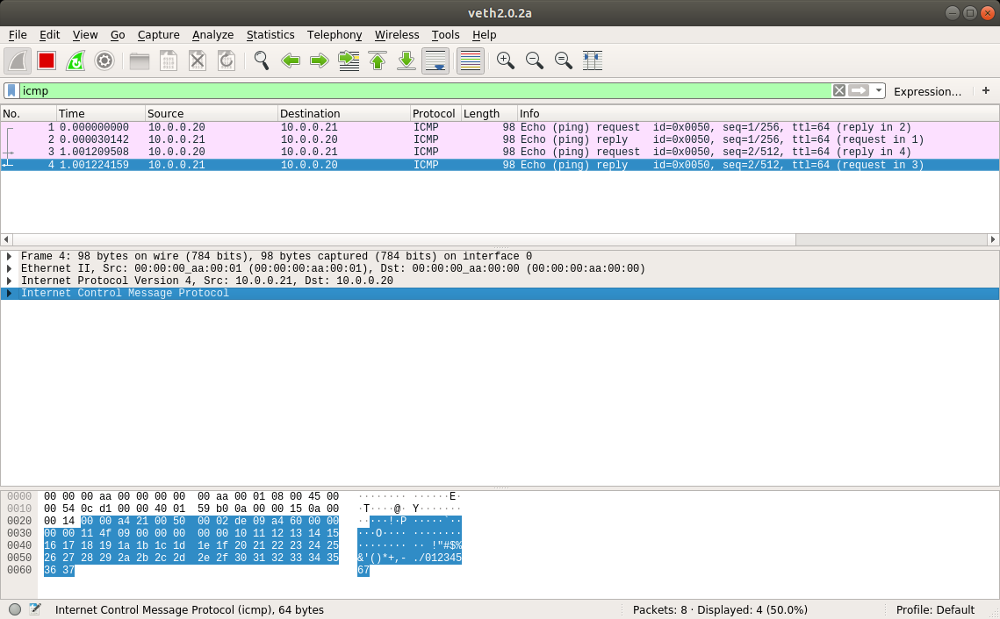 veth2.0.2a
File Edit View Go Capture Analyze Statistics Telephony Wireless Tools Help
icmp Expression… +
No. Time Source Destination Protocol Length Info
1 0.000000000 10.0.0.20 10.0.0.21 ICMP 98 Echo (ping) request id=0x0050, seq=1/256, ttl=64 (reply in 2)
2 0.000030142 10.0.0.21 10.0.0.20 ICMP 98 Echo (ping) reply id=0x0050, seq=1/256, ttl=64 (request in 1)
3 1.001209508 10.0.0.20 10.0.0.21 ICMP 98 Echo (ping) request id=0x0050, seq=2/512, ttl=64 (reply in 4)
4 1.001224159 10.0.0.21 10.0.0.20 ICMP 98 Echo (ping) reply id=0x0050, seq=2/512, ttl=64 (request in 3)
Frame 4: 98 bytes on wire (784 bits), 98 bytes captured (784 bits) on interface 0
Ethernet II, Src: 00:00:00_aa:00:01 (00:00:00:aa:00:01), Dst: 00:00:00_aa:00:00 (00:00:00:aa:00:00)
Internet Protocol Version 4, Src: 10.0.0.21, Dst: 10.0.0.20
Internet Control Message Protocol
0000 00 00 00 aa 00 00 00 00 00 aa 00 01 08 00 45 00 ········ ······E·
0010 00 54 0c d1 00 00 40 01 59 b0 0a 00 00 15 0a 00 ·T····@· Y·······
0020 00 14 00 00 a4 21 00 50 00 02 de 09 a4 60 00 00 ·····!·P ·····`··
0030 00 00 11 4f 09 00 00 00 00 00 10 11 12 13 14 15 ···O···· ········
0040 16 17 18 19 1a 1b 1c 1d 1e 1f 20 21 22 23 24 25 ········ ·· !"#$%
0050 26 27 28 29 2a 2b 2c 2d 2e 2f 30 31 32 33 34 35 &'()*+,- ./012345
0060 36 37 67
Internet Control Message Protocol (icmp), 64 bytes Packets: 8 · Displayed: 4 (50.0%) Profile: Default